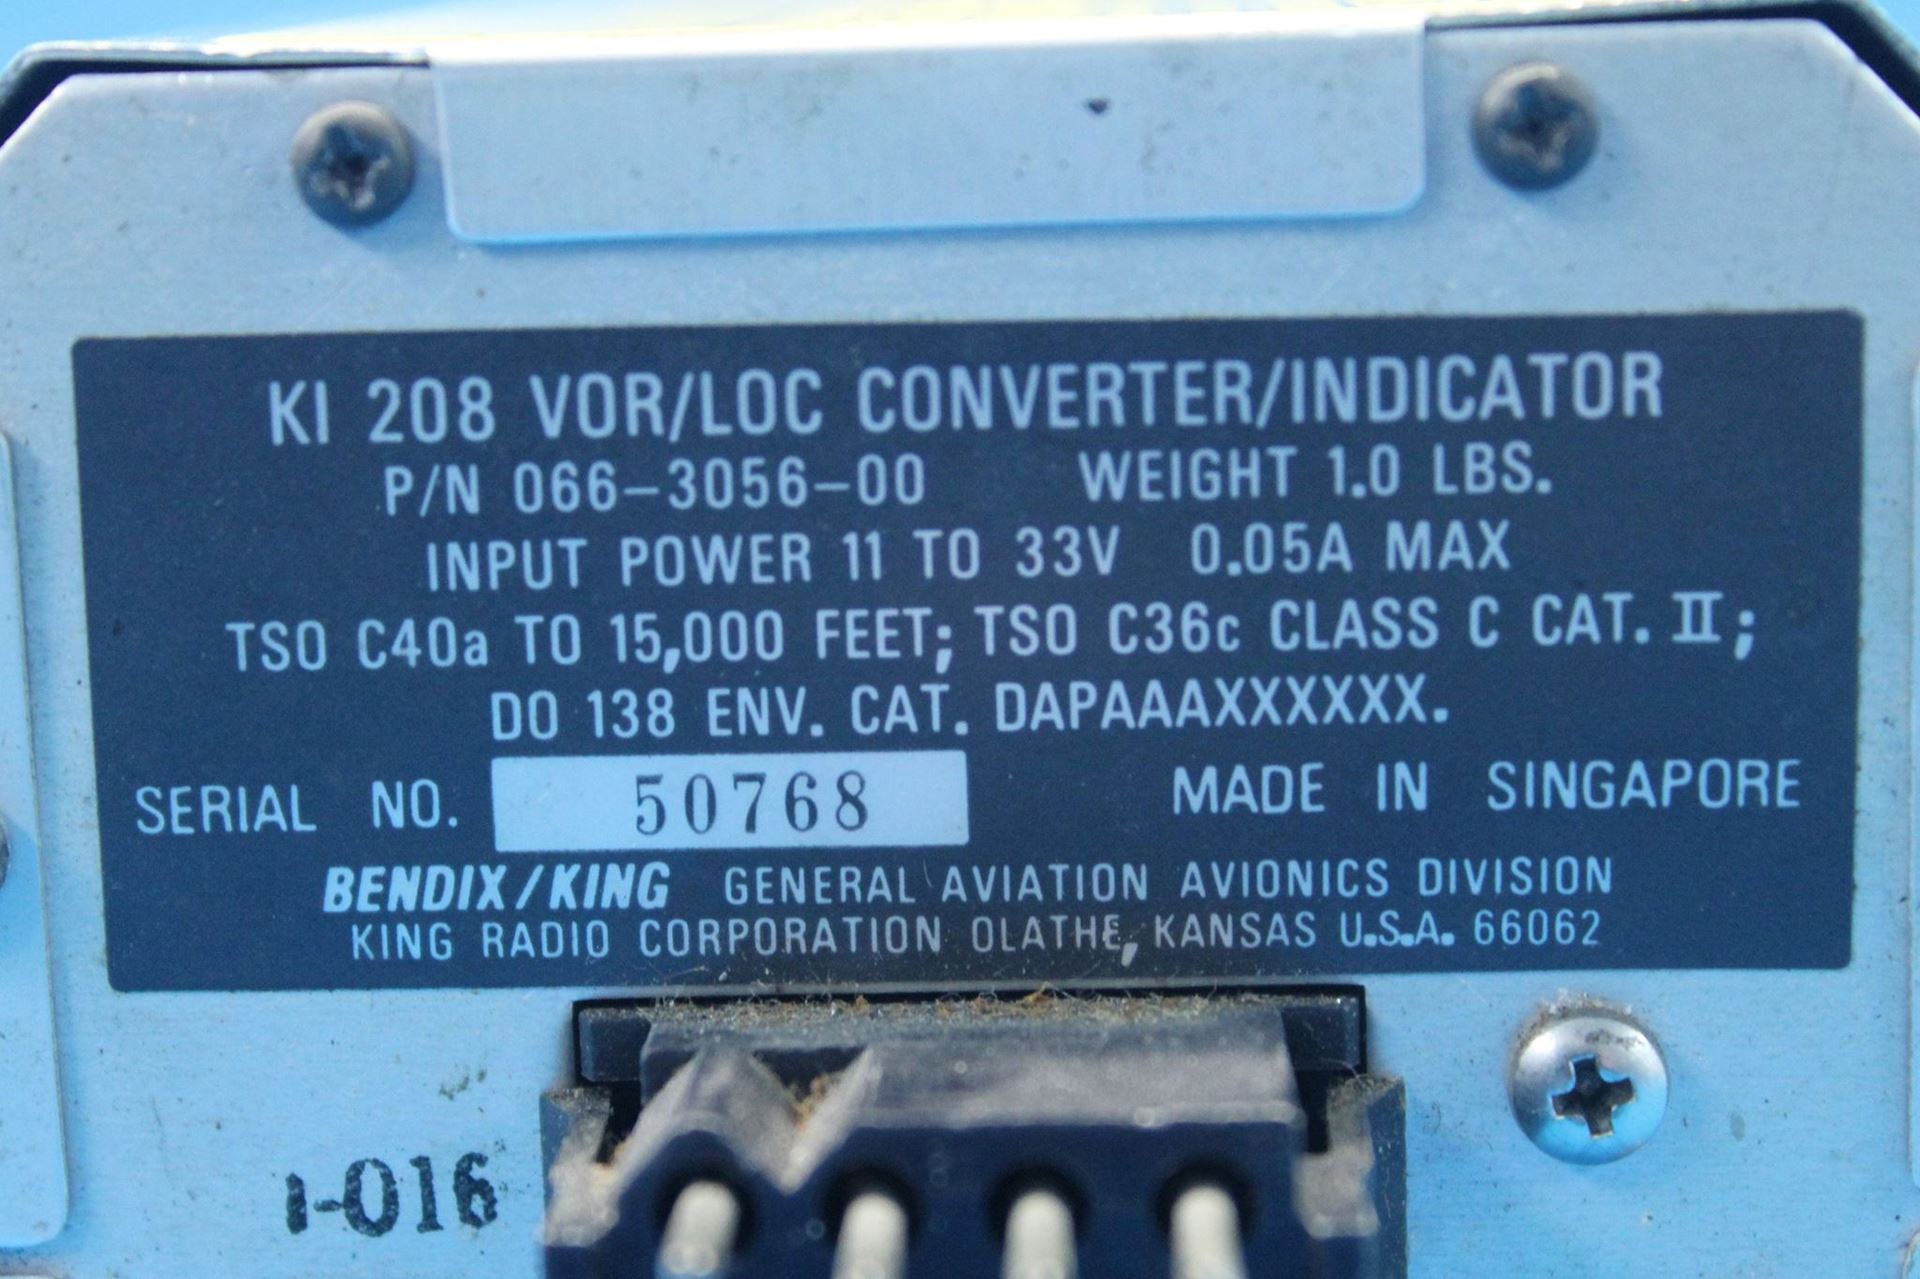 KI 208 VOR/LOC CONVERTER/INDICATOR
P/N 066-3056-00 WEIGHT 1.0 LBS.
INPUT POWER 11 TO 33V 0.05A MAX
TSO C40a TO 15,000 FEET; TSO C36c CLASS C CAT. II;
DO 138 ENV. CAT. DAPAAAXXXXXX.
SERIAL NO. 50768 MADE IN SINGAPORE
BENDIX/KING GENERAL AVIATION AVIONICS DIVISION
KING RADIO CORPORATION OLATHE, KANSAS U.S.A. 66062
1-016